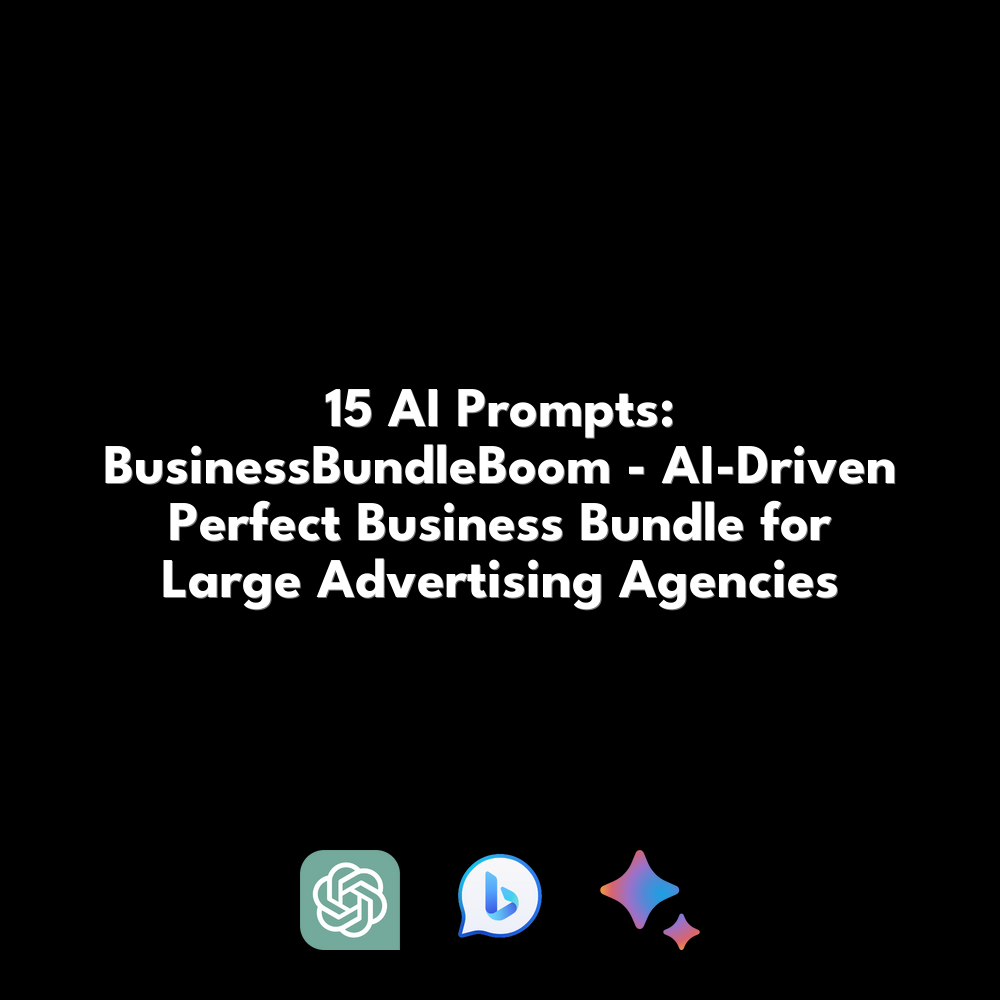 15 AI Prompts:
BusinessBundleBoom - AI-Driven
Perfect Business Bundle for
Large Advertising Agencies